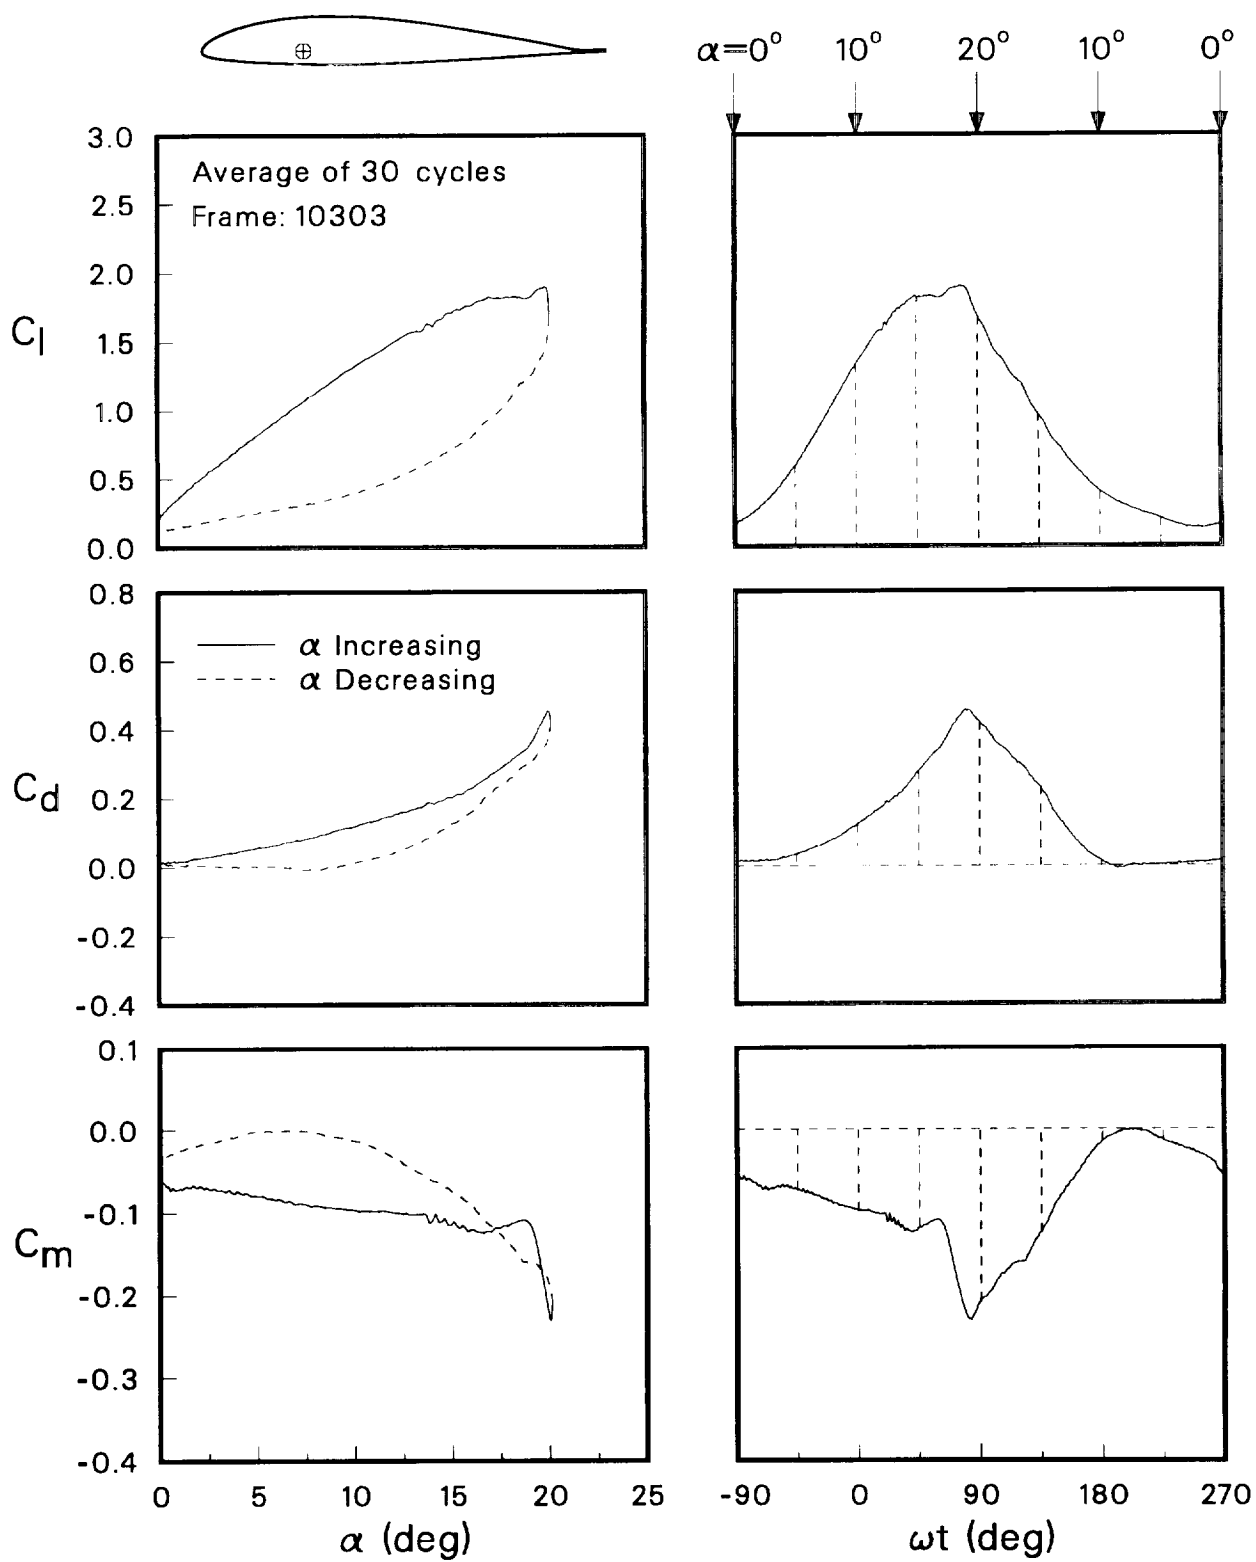 α=0° 10° 20° 10° 0°
Average of 30 cycles
Frame: 10303
3.0
2.5
2.0
1.5
1.0
0.5
0.0
Cl
α Increasing
α Decreasing
0.8
0.6
0.4
0.2
0.0
-0.2
-0.4
Cd
0.1
0.0
-0.1
-0.2
-0.3
-0.4
Cm
0 5 10 15 20 25
α (deg)
-90 0 90 180 270
ωt (deg)